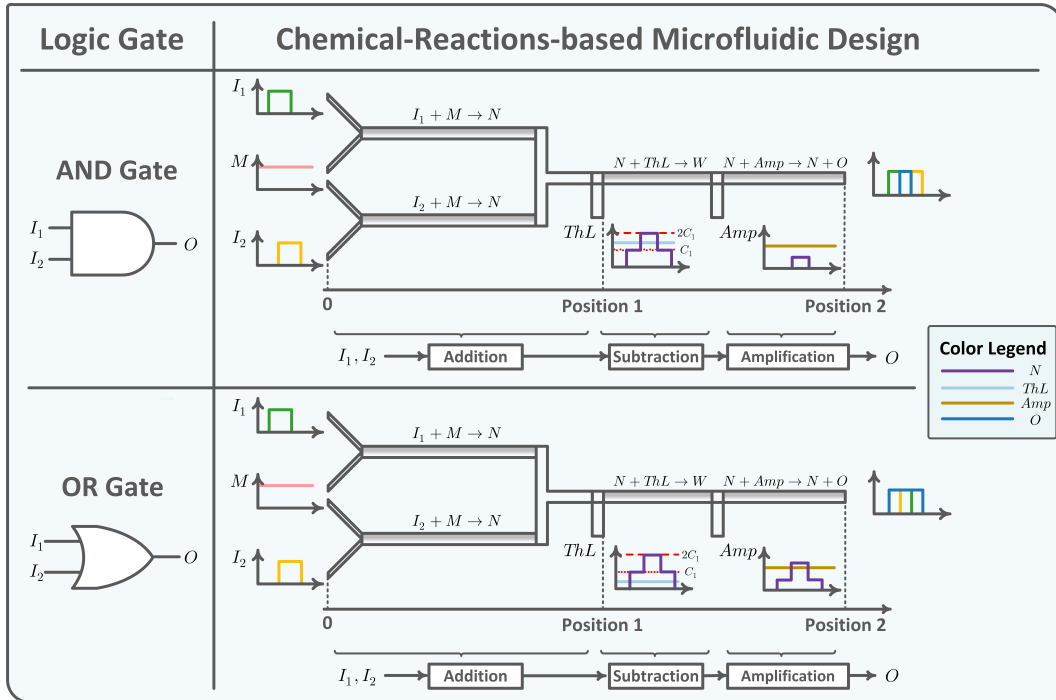 Logic Gate
Chemical-Reactions-based Microfluidic Design
AND Gate
I₁
I₂
O
I₁
M
I₂
I₁ + M → N
I₂ + M → N
N + ThL → W
N + Amp → N + O
ThL
2C₁
C₁
Amp
0
Position 1
Position 2
I₁, I₂
Addition
Subtraction
Amplification
O
Color Legend
N
ThL
Amp
O
OR Gate
I₁
I₂
O
I₁
M
I₂
I₁ + M → N
I₂ + M → N
N + ThL → W
N + Amp → N + O
ThL
2C₁
C₁
Amp
0
Position 1
Position 2
I₁, I₂
Addition
Subtraction
Amplification
O